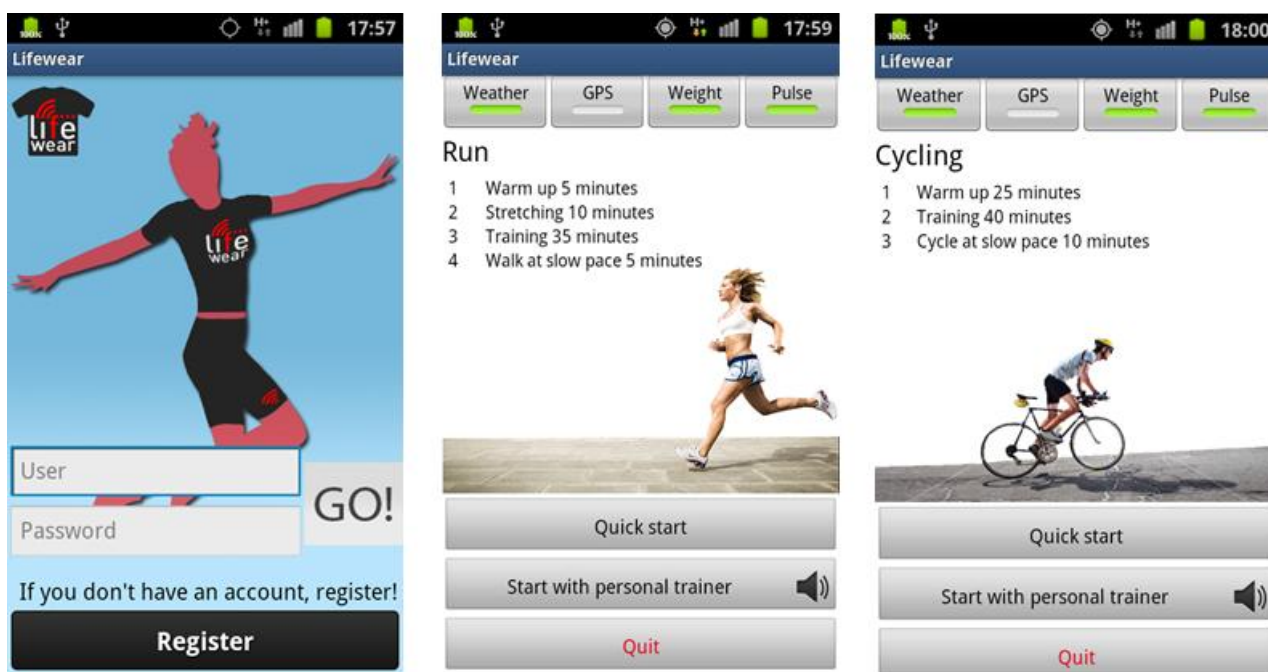 100%
H+
17:57
Lifewear
life
wear
life
wear
User
Password
GO!
If you don't have an account, register!
Register
100%
H+
17:59
Lifewear
Weather
GPS
Weight
Pulse
Run
1 Warm up 5 minutes
2 Stretching 10 minutes
3 Training 35 minutes
4 Walk at slow pace 5 minutes
Quick start
Start with personal trainer
Quit
100%
H+
18:00
Lifewear
Weather
GPS
Weight
Pulse
Cycling
1 Warm up 25 minutes
2 Training 40 minutes
3 Cycle at slow pace 10 minutes
Quick start
Start with personal trainer
Quit